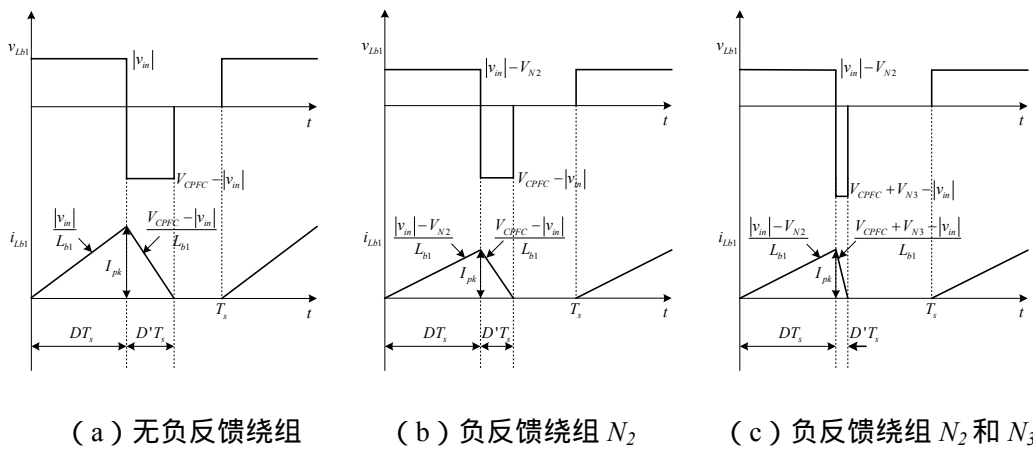 v_{Lb1}
|v_{in}|
t
V_{CPFC} − |v_{in}|
i_{Lb1}
|v_{in}| / L_{b1}
(V_{CPFC} − |v_{in}|) / L_{b1}
I_{pk}
T_s
t
DT_s
D'T_s
(a)无负反馈绕组
v_{Lb1}
|v_{in}| − V_{N2}
t
V_{CPFC} − |v_{in}|
i_{Lb1}
(|v_{in}| − V_{N2}) / L_{b1}
(V_{CPFC} − |v_{in}|) / L_{b1}
I_{pk}
T_s
t
DT_s
D'T_s
(b)负反馈绕组 N_2
v_{Lb1}
|v_{in}| − V_{N2}
t
V_{CPFC} + V_{N3} − |v_{in}|
i_{Lb1}
(|v_{in}| − V_{N2}) / L_{b1}
(V_{CPFC} + V_{N3} − |v_{in}|) / L_{b1}
I_{pk}
T_s
t
DT_s
D'T_s
(c)负反馈绕组 N_2 和 N_3